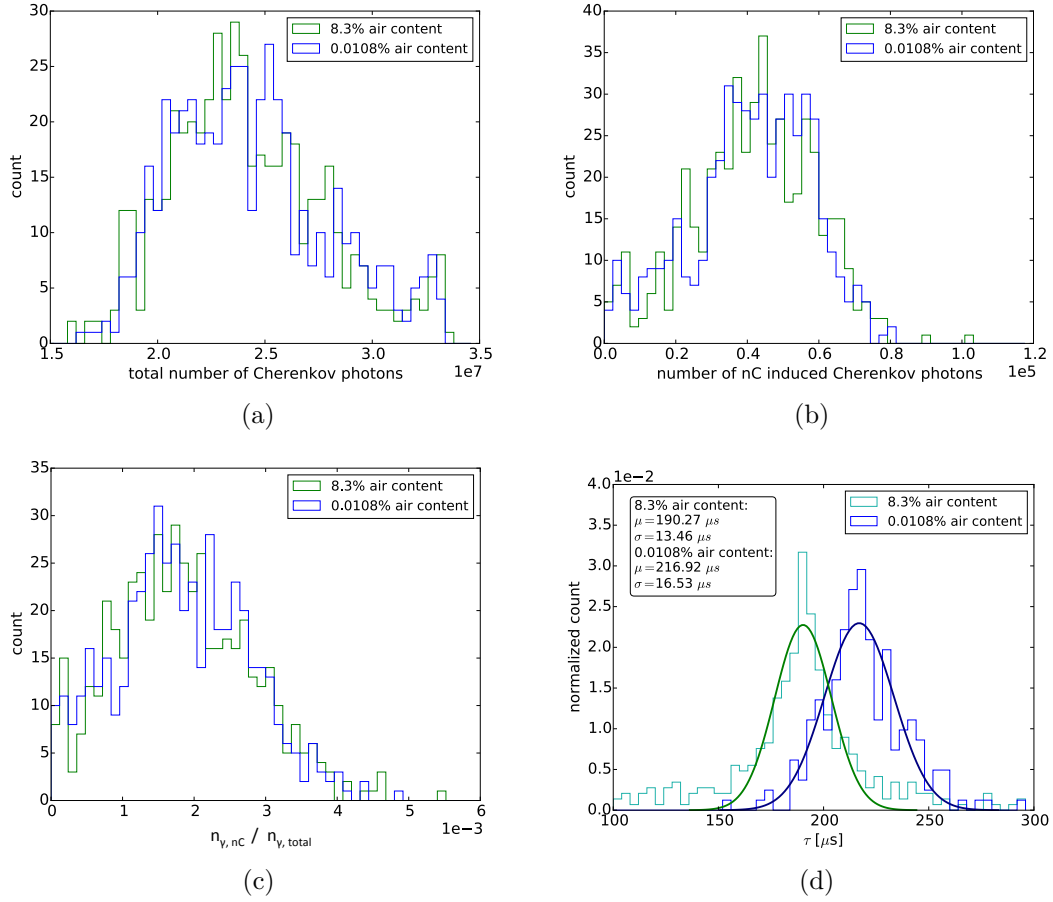 30
25
20
15
10
5
0
count
8.3% air content
0.0108% air content
1.5
2.0
2.5
3.0
3.5
1e7
total number of Cherenkov photons
(a)
40
35
30
25
20
15
10
5
0
count
8.3% air content
0.0108% air content
0.0
0.2
0.4
0.6
0.8
1.0
1.2
1e5
number of nC induced Cherenkov photons
(b)
35
30
25
20
15
10
5
0
count
8.3% air content
0.0108% air content
0
1
2
3
4
5
6
1e−3
nγ, nC / nγ, total
(c)
1e−2
4.0
3.5
3.0
2.5
2.0
1.5
1.0
0.5
0.0
normalized count
8.3% air content:
μ=190.27 μs
σ=13.46 μs
0.0108% air content:
μ=216.92 μs
σ=16.53 μs
8.3% air content
0.0108% air content
100
150
200
250
300
τ [μs]
(d)